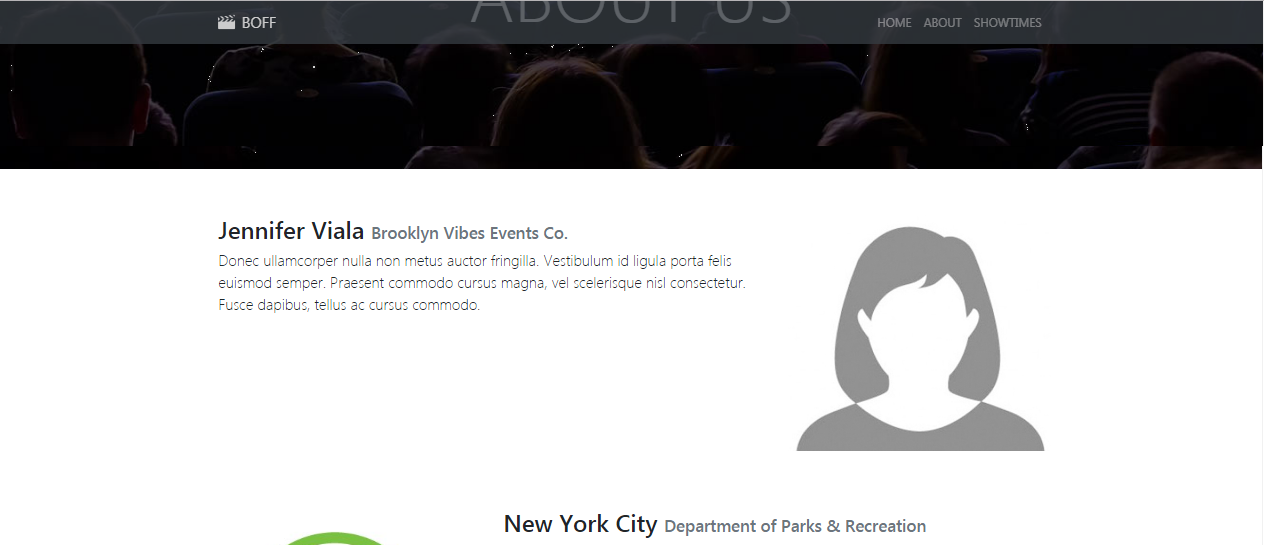 ABOUT US
BOFF
HOME ABOUT SHOWTIMES
Jennifer Viala Brooklyn Vibes Events Co.
Donec ullamcorper nulla non metus auctor fringilla. Vestibulum id ligula porta felis
euismod semper. Praesent commodo cursus magna, vel scelerisque nisl consectetur.
Fusce dapibus, tellus ac cursus commodo.
New York City Department of Parks & Recreation